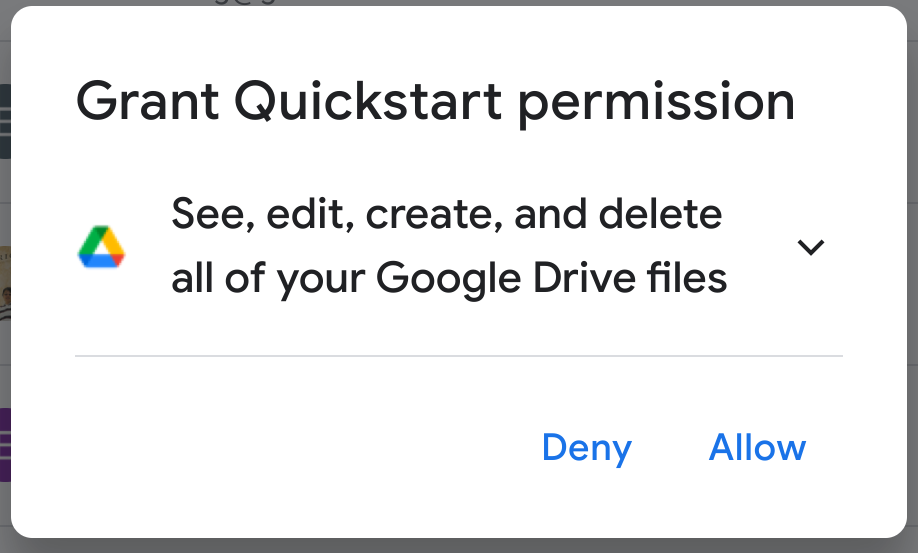 Grant Quickstart permission
See, edit, create, and delete
all of your Google Drive files
Deny Allow